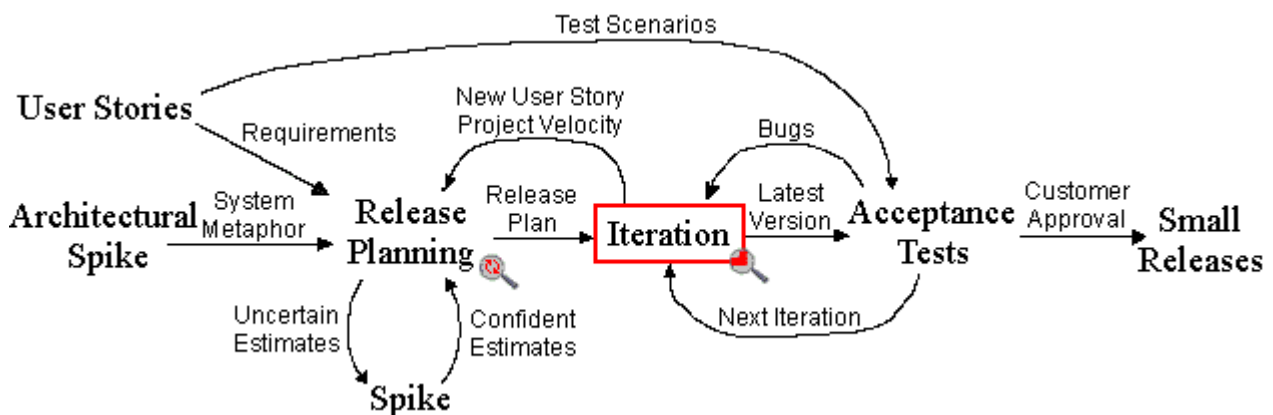 Test Scenarios
User Stories
New User Story
Project Velocity
Bugs
Requirements
Architectural
Spike
System
Metaphor
Release
Planning
Release
Plan
Iteration
Latest
Version
Acceptance
Tests
Customer
Approval
Small
Releases
Uncertain
Estimates
Confident
Estimates
Next Iteration
Spike